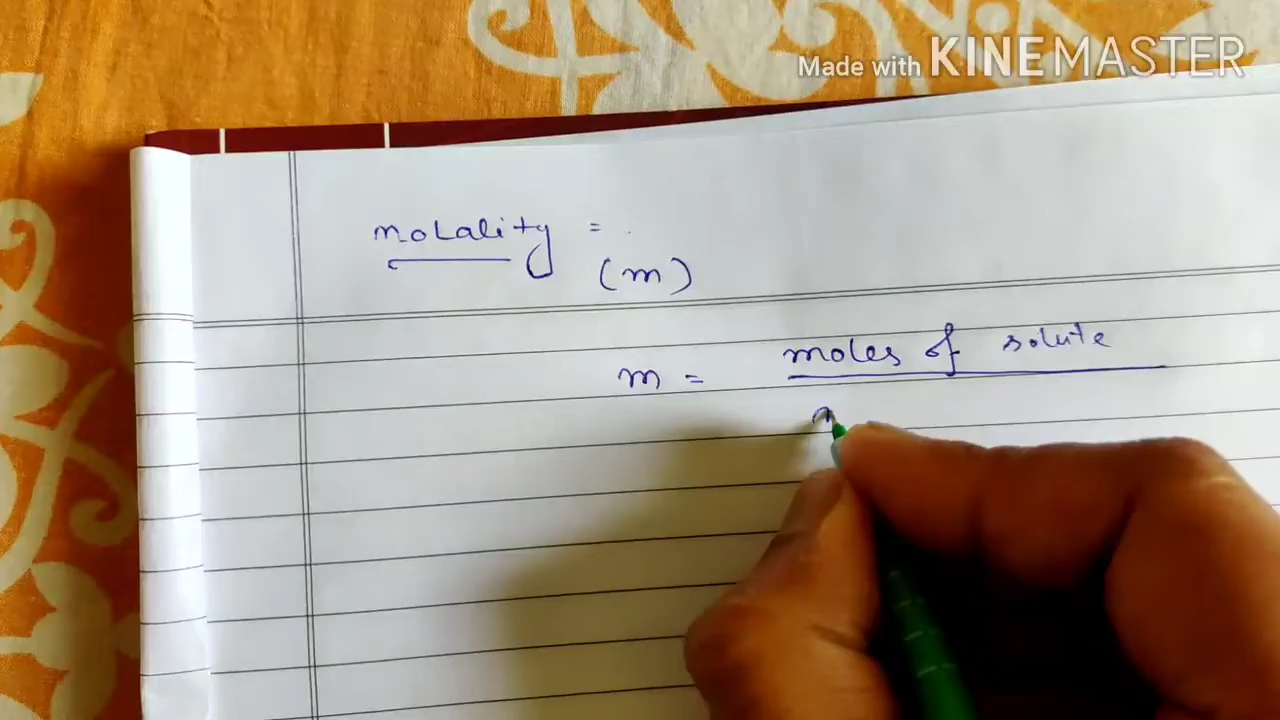 Made with KINEMASTER
molality =
(m)
m = moles of solute